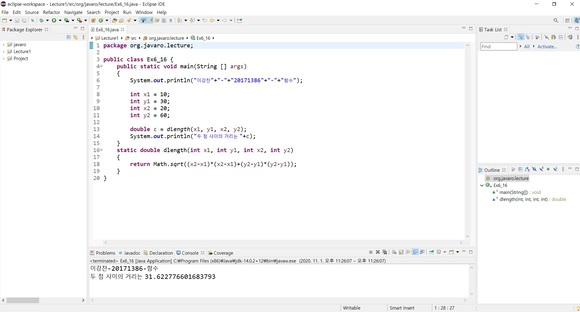 eclipse-workspace - Lecture1/src/org/javaro/lecture/Ex6_16.java - Eclipse IDE
File Edit Source Refactor Navigate Search Project Run Window Help
Package Explorer
javaro
Lecture1
Project
Ex6_16.java
Lecture1 src org.javaro.lecture Ex6_16
1 package org.javaro.lecture;
2
3 public class Ex6_16 {
4 public static void main(String [] args)
5 {
6 System.out.println("이강찬"+"-"+"20171386"+"-"+"함수");
7
8 int x1 = 10;
9 int y1 = 30;
10 int x2 = 20;
11 int y2 = 60;
12
13 double c = dlength(x1, y1, x2, y2);
14 System.out.println("두 점 사이의 거리는 "+c);
15 }
16 static double dlength(int x1, int y1, int x2, int y2)
17 {
18 return Math.sqrt((x2-x1)*(x2-x1)+(y2-y1)*(y2-y1));
19 }
20 }
Task List
Find All Activate...
Outline
org.javaro.lecture
Ex6_16
main(String[]) : void
dlength(int, int, int, int) : double
Problems Javadoc Declaration Console Coverage
<terminated> Ex6_16 [Java Application] C:\Program Files (x86)\Java\jdk-14.0.2+12\bin\javaw.exe (2020. 11. 1. 오후 11:26:07 – 오후 11:26:07)
이강찬-20171386-함수
두 점 사이의 거리는 31.622776601683793
Writable Smart Insert 1 : 28 : 27